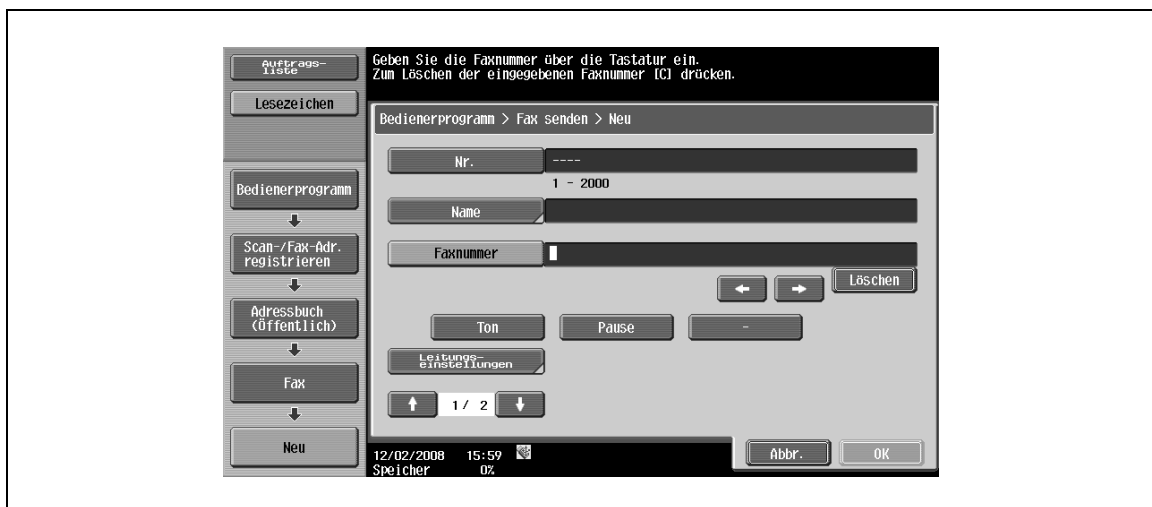 Auftrags-
liste
Lesezeichen
Bedienerprogramm
Scan-/Fax-Adr.
registrieren
Adressbuch
(Öffentlich)
Fax
Neu
Geben Sie die Faxnummer über die Tastatur ein.
Zum Löschen der eingegebenen Faxnummer [C] drücken.
Bedienerprogramm > Fax senden > Neu
Nr. ----
1 - 2000
Name
Faxnummer
Löschen
Ton Pause -
Leitungs-
einstellungen
1/ 2
12/02/2008 15:59
Speicher 0%
Abbr. OK